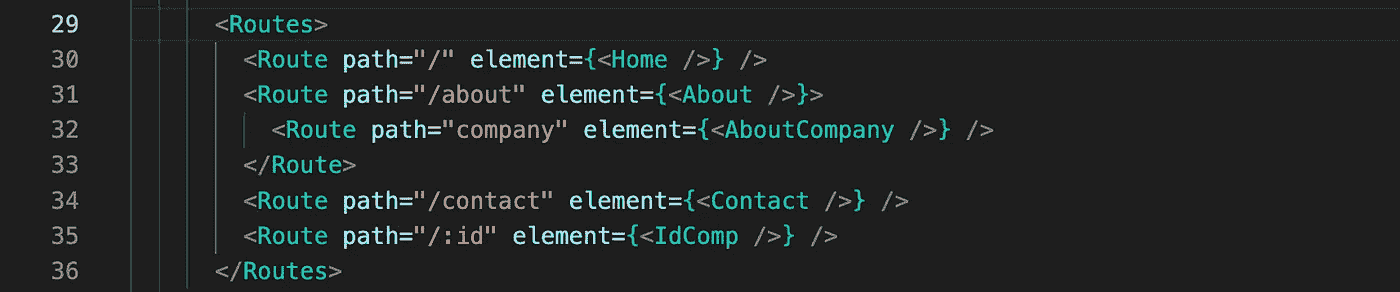 29 <Routes>
30 <Route path="/" element={<Home />} />
31 <Route path="/about" element={<About />}>
32 <Route path="company" element={<AboutCompany />} />
33 </Route>
34 <Route path="/contact" element={<Contact />} />
35 <Route path="/:id" element={<IdComp />} />
36 </Routes>